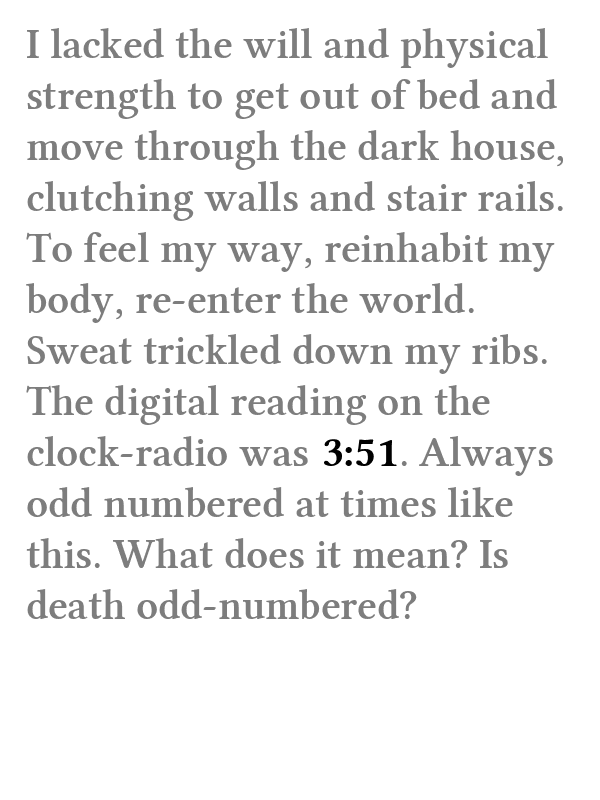 I lacked the will and physical
strength to get out of bed and
move through the dark house,
clutching walls and stair rails.
To feel my way, reinhabit my
body, re-enter the world.
Sweat trickled down my ribs.
The digital reading on the
clock-radio was 3:51. Always
odd numbered at times like
this. What does it mean? Is
death odd-numbered?